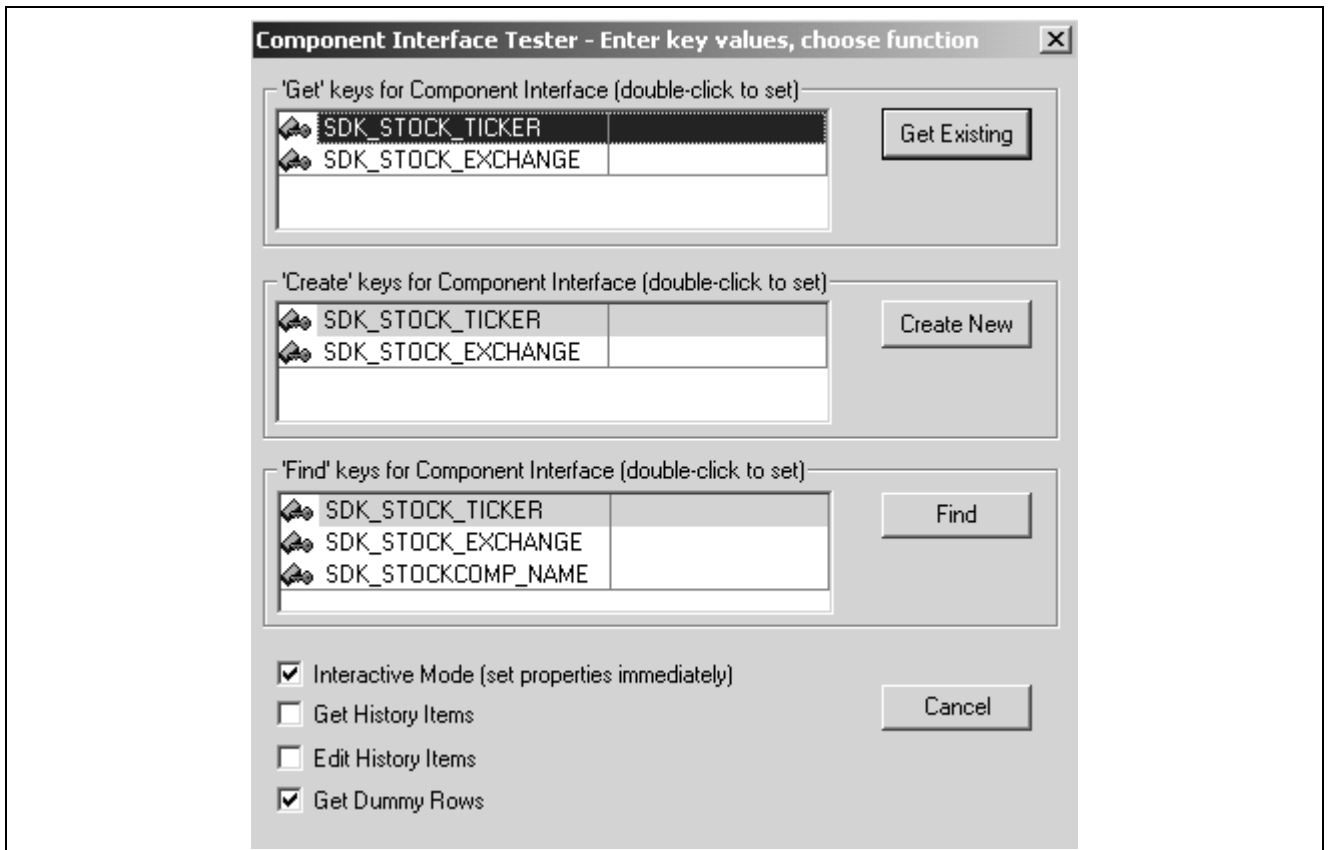 Component Interface Tester - Enter key values, choose function
'Get' keys for Component Interface (double-click to set)
SDK_STOCK_TICKER
SDK_STOCK_EXCHANGE
Get Existing
'Create' keys for Component Interface (double-click to set)
SDK_STOCK_TICKER
SDK_STOCK_EXCHANGE
Create New
'Find' keys for Component Interface (double-click to set)
SDK_STOCK_TICKER
SDK_STOCK_EXCHANGE
SDK_STOCKCOMP_NAME
Find
Interactive Mode (set properties immediately)
Get History Items
Edit History Items
Get Dummy Rows
Cancel